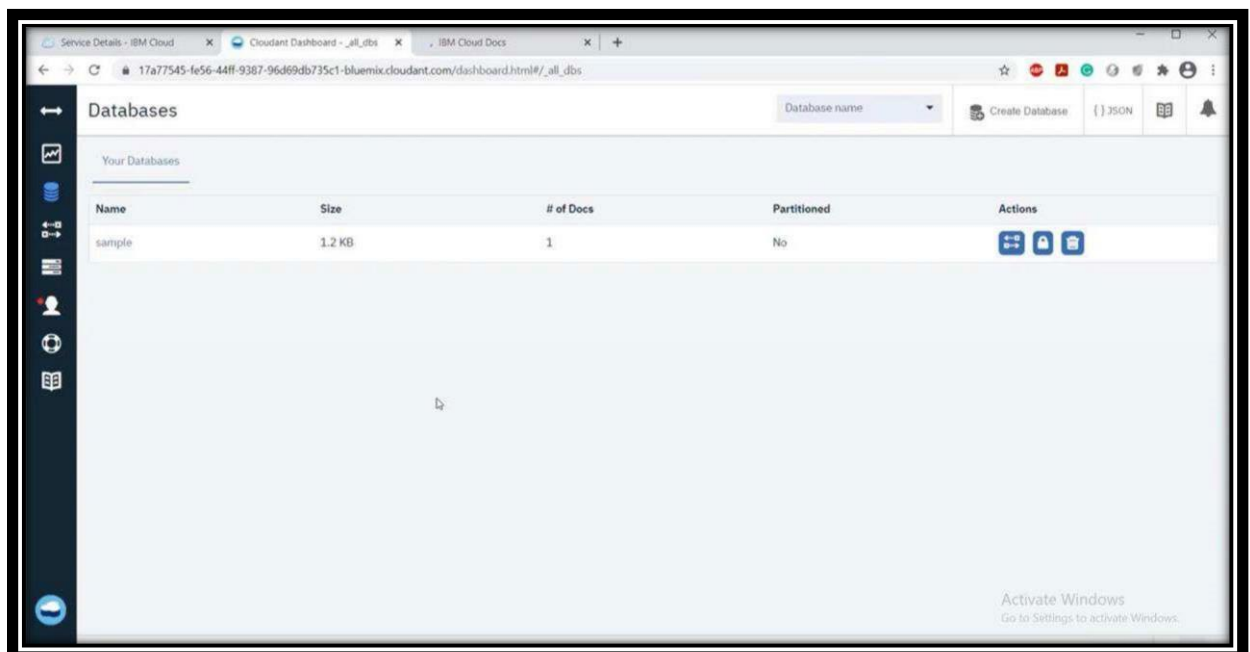 Service Details - IBM Cloud
Cloudant Dashboard - _all_dbs
IBM Cloud Docs
17a77545-fe56-44ff-9387-96d69db735c1-bluemix.cloudant.com/dashboard.html#/_all_dbs
Databases
Database name
Create Database
{ } JSON
Your Databases
Name Size # of Docs Partitioned Actions
sample 1.2 KB 1 No
Activate Windows
Go to Settings to activate Windows.